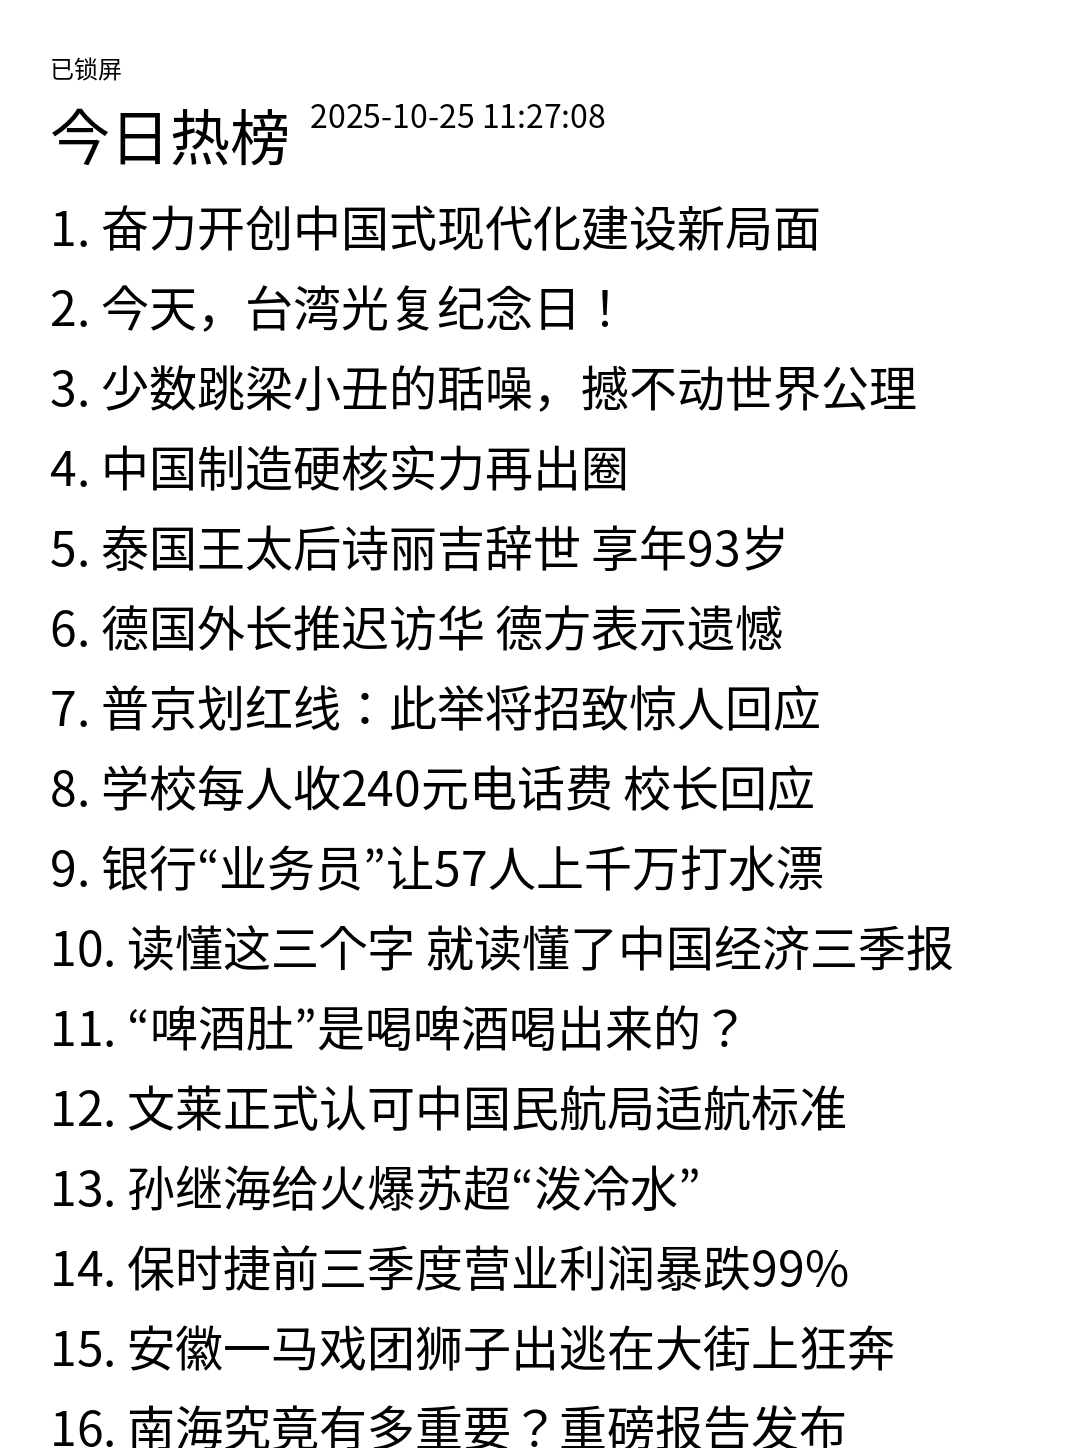 已锁屏
今日热榜 2025-10-25 11:27:08
1. 奋力开创中国式现代化建设新局面
2. 今天，台湾光复纪念日！
3. 少数跳梁小丑的聒噪，撼不动世界公理
4. 中国制造硬核实力再出圈
5. 泰国王太后诗丽吉辞世 享年93岁
6. 德国外长推迟访华 德方表示遗憾
7. 普京划红线：此举将招致惊人回应
8. 学校每人收240元电话费 校长回应
9. 银行“业务员”让57人上千万打水漂
10. 读懂这三个字 就读懂了中国经济三季报
11. “啤酒肚”是喝啤酒喝出来的？
12. 文莱正式认可中国民航局适航标准
13. 孙继海给火爆苏超“泼冷水”
14. 保时捷前三季度营业利润暴跌99%
15. 安徽一马戏团狮子出逃在大街上狂奔
16. 南海究竟有多重要？重磅报告发布